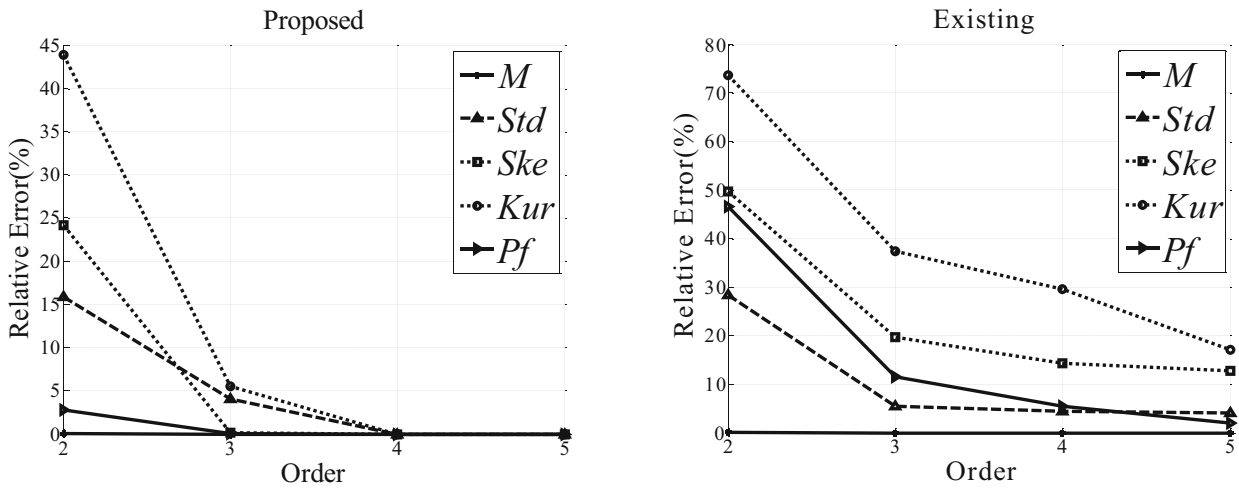 Proposed
45
40
35
30
25
20
15
10
5
0
2
3
4
5
Relative Error(%)
Order
M
Std
Ske
Kur
Pf
Existing
80
70
60
50
40
30
20
10
0
2
3
4
5
Relative Error(%)
Order
M
Std
Ske
Kur
Pf